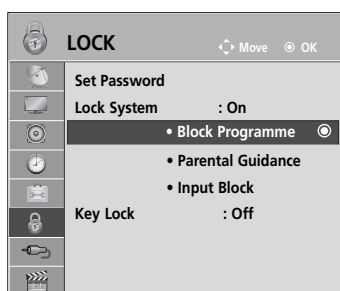 LOCK Move OK
Set Password
Lock System : On
• Block Programme
• Parental Guidance
• Input Block
Key Lock : Off